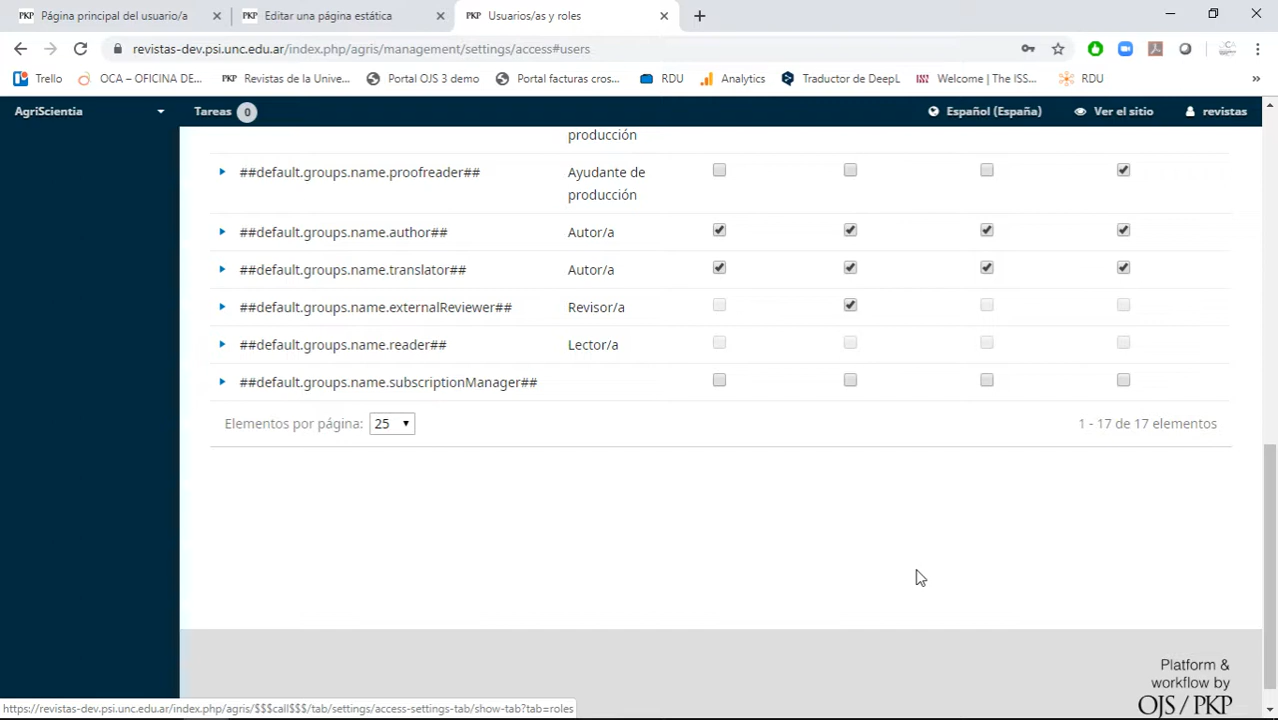 PKP Página principal del usuario/a
PKP Editar una página estática
PKP Usuarios/as y roles
revistas-dev.psi.unc.edu.ar/index.php/agris/management/settings/access#users
Trello
OCA – OFICINA DE...
PKP Revistas de la Unive...
Portal OJS 3 demo
Portal facturas cros...
RDU
Analytics
Traductor de DeepL
Welcome | The ISS...
RDU
»
AgriScientia
Tareas 0
Español (España)
Ver el sitio
revistas
producción
##default.groups.name.proofreader## Ayudante de
producción
##default.groups.name.author## Autor/a
##default.groups.name.translator## Autor/a
##default.groups.name.externalReviewer## Revisor/a
##default.groups.name.reader## Lector/a
##default.groups.name.subscriptionManager##
Elementos por página: 25
1 - 17 de 17 elementos
Platform &
workflow by
OJS / PKP
https://revistas-dev.psi.unc.edu.ar/index.php/agris/$$$call$$$/tab/settings/access-settings-tab/show-tab?tab=roles